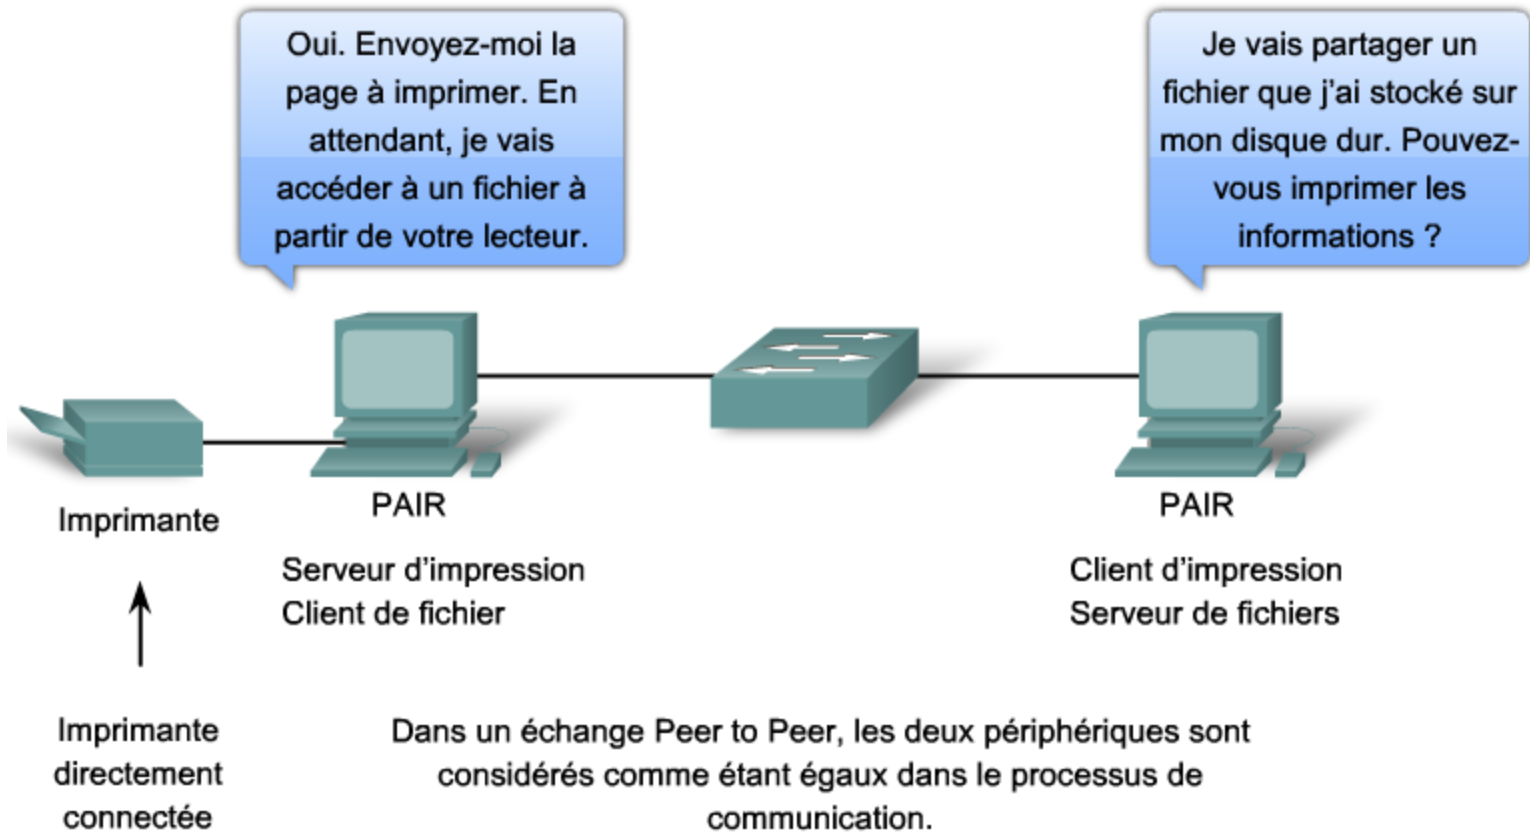 Oui. Envoyez-moi la
page à imprimer. En
attendant, je vais
accéder à un fichier à
partir de votre lecteur.
Je vais partager un
fichier que j'ai stocké sur
mon disque dur. Pouvez-
vous imprimer les
informations ?
Imprimante
PAIR
Serveur d'impression
Client de fichier
PAIR
Client d'impression
Serveur de fichiers
Imprimante
directement
connectée
Dans un échange Peer to Peer, les deux périphériques sont
considérés comme étant égaux dans le processus de
communication.